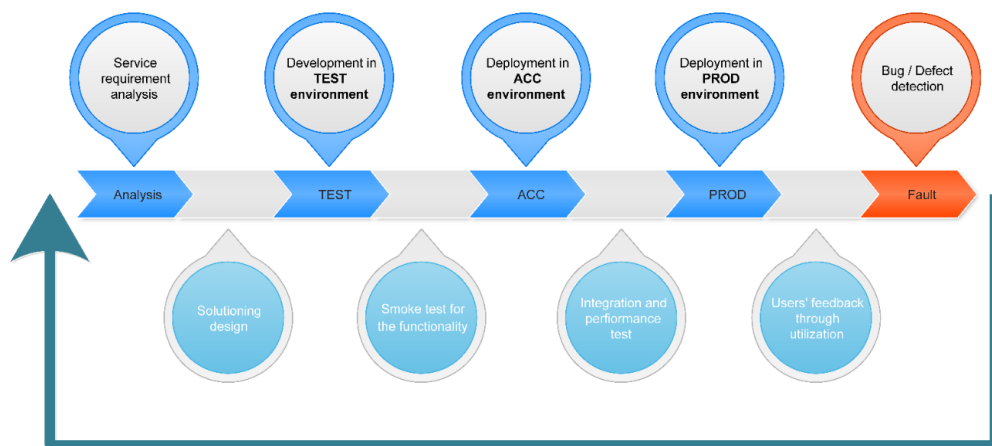 Service
requirement
analysis
Development in
TEST
environment
Deployment in
ACC
environment
Deployment in
PROD
environment
Bug / Defect
detection
Analysis
TEST
ACC
PROD
Fault
Solutioning
design
Smoke test for
the functionality
Integration and
performance
test
Users' feedback
through
utilization